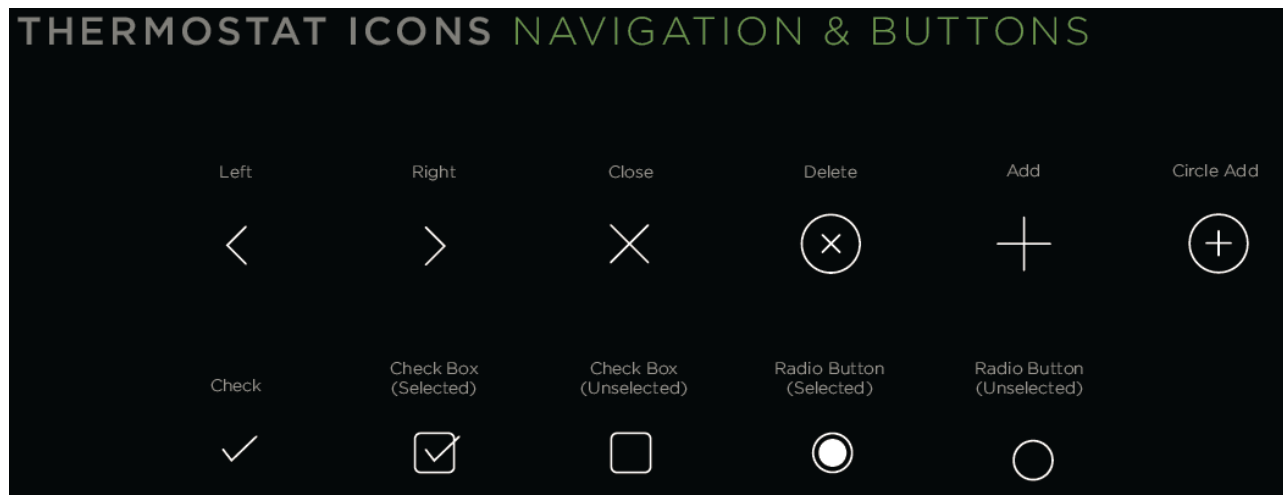 THERMOSTAT ICONS NAVIGATION & BUTTONS
Left Right Close Delete Add Circle Add
Check Check Box (Selected) Check Box (Unselected) Radio Button (Selected) Radio Button (Unselected)